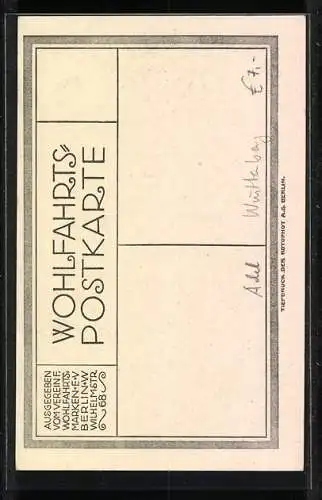 AUSGEGEBEN
VOM VEREIN F.
WOHLFAHRTS-
MARKEN·E·V
BERLIN·W
WILHELMSTR.
68
WOHLFAHRTS=
POSTKARTE
Adel Württemberg € 7,-
TIEFDRUCK DER ROTOPHOT A.G. BERLIN.